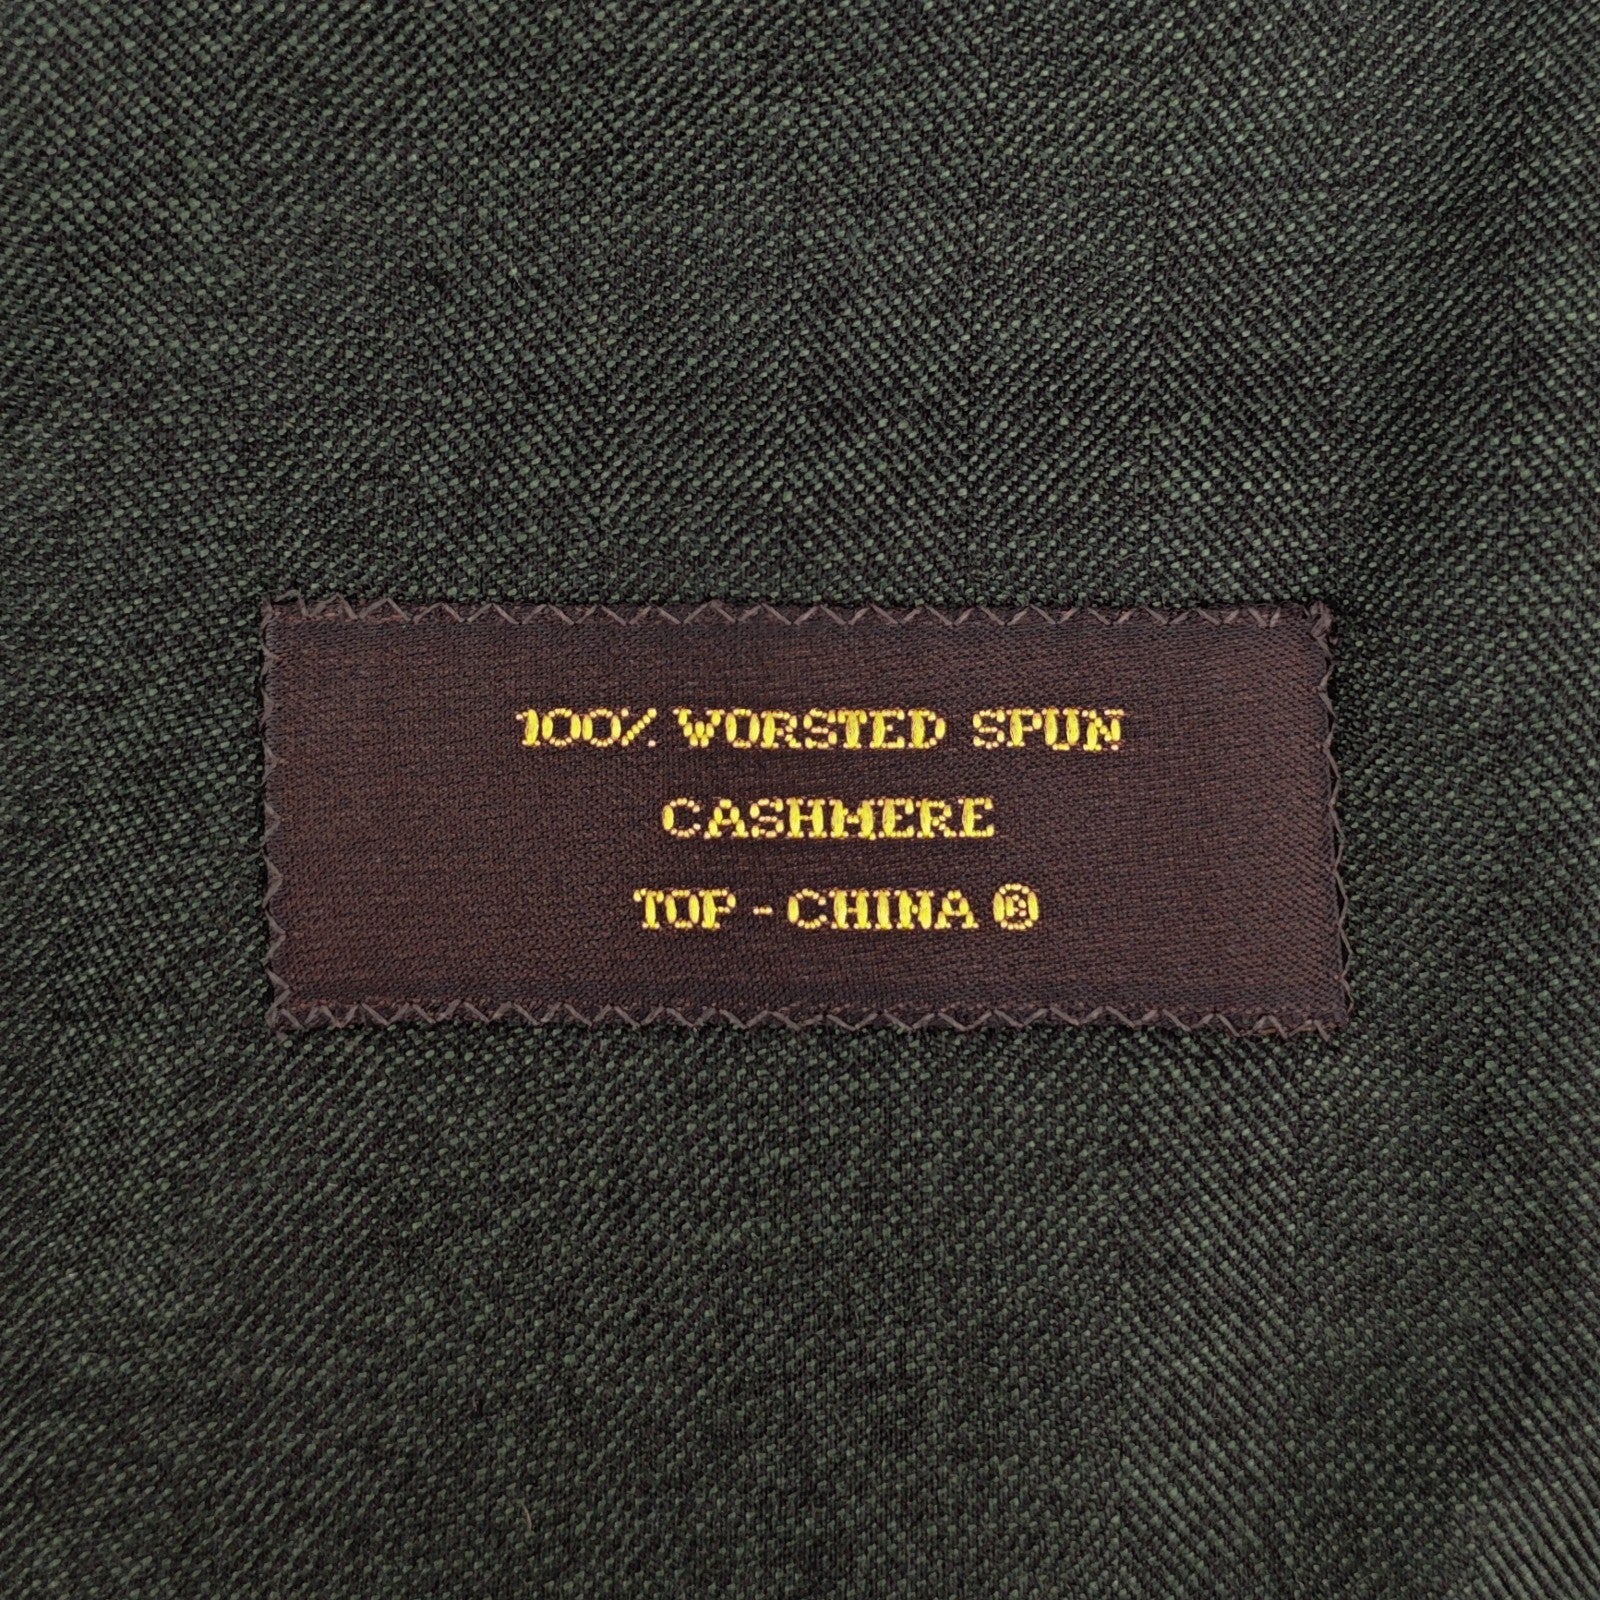 100% WORSTED SPUN
CASHMERE
TOP - CHINA ®